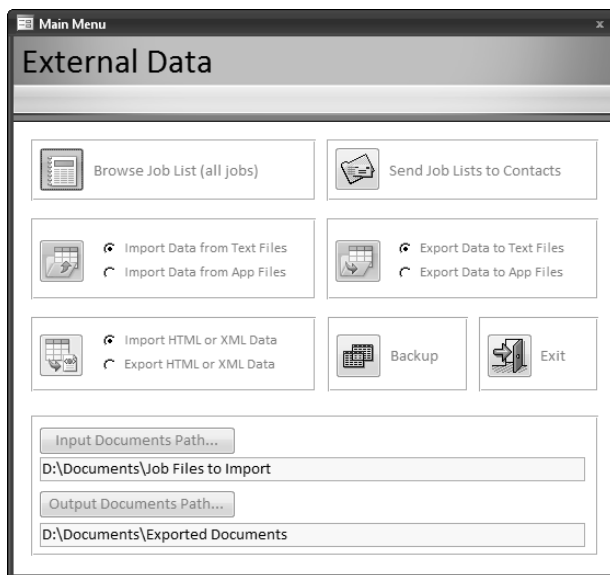 Main Menu
x
External Data
Browse Job List (all jobs)
Send Job Lists to Contacts
Import Data from Text Files
Import Data from App Files
Export Data to Text Files
Export Data to App Files
Import HTML or XML Data
Export HTML or XML Data
Backup
Exit
Input Documents Path...
D:\Documents\Job Files to Import
Output Documents Path...
D:\Documents\Exported Documents